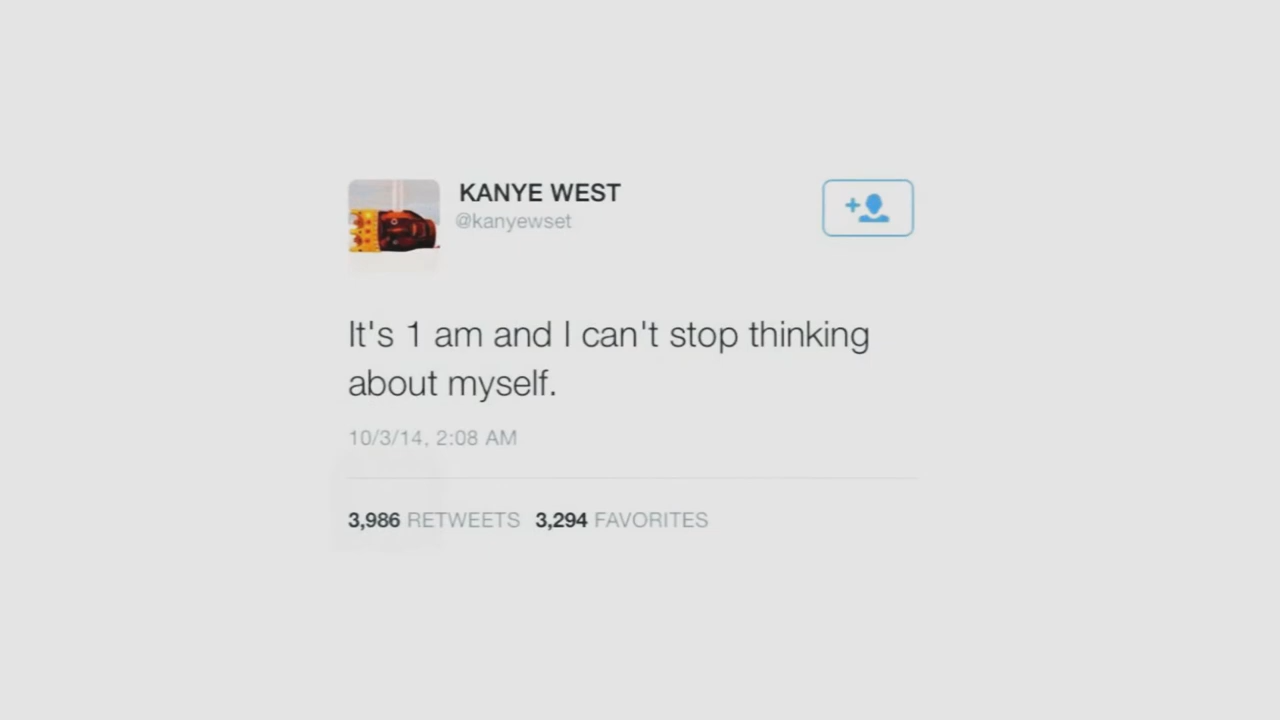 KANYE WEST
@kanyewset
It's 1 am and I can't stop thinking
about myself.
10/3/14, 2:08 AM
3,986 RETWEETS 3,294 FAVORITES